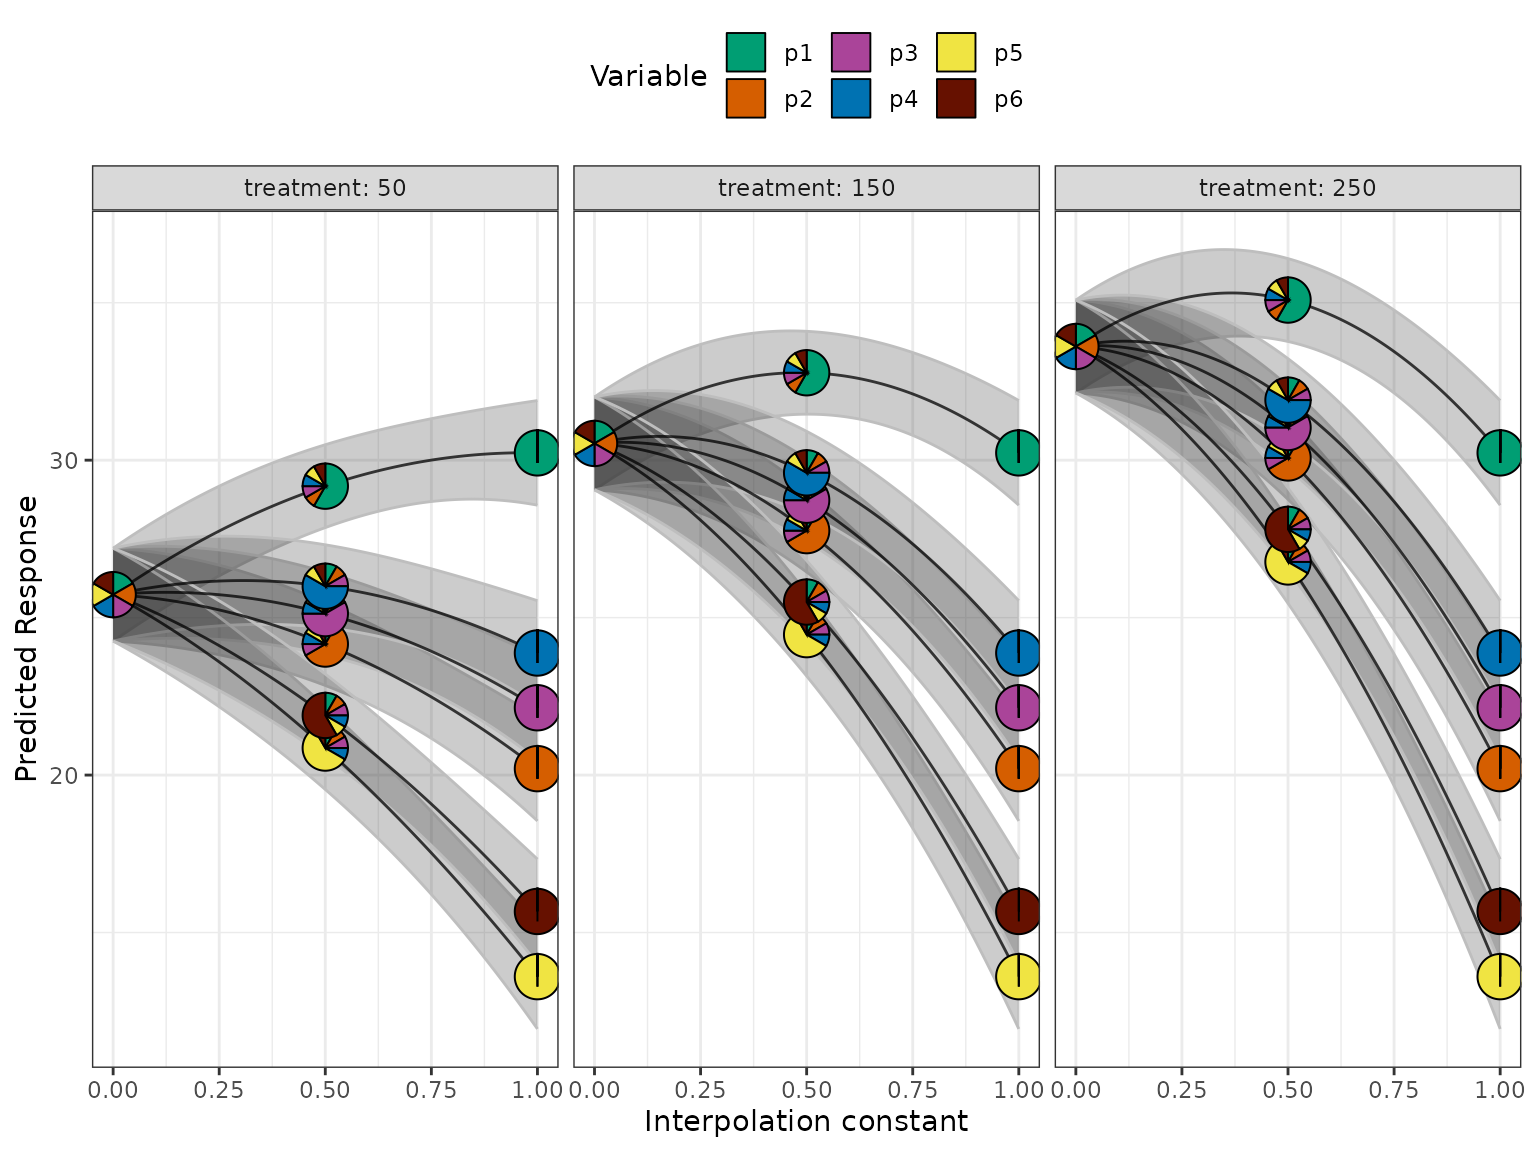 Variable
p1 p3 p5
p2 p4 p6
treatment: 50 treatment: 150 treatment: 250
Predicted Response
30
20
0.00 0.25 0.50 0.75 1.00 0.00 0.25 0.50 0.75 1.00 0.00 0.25 0.50 0.75 1.00
Interpolation constant